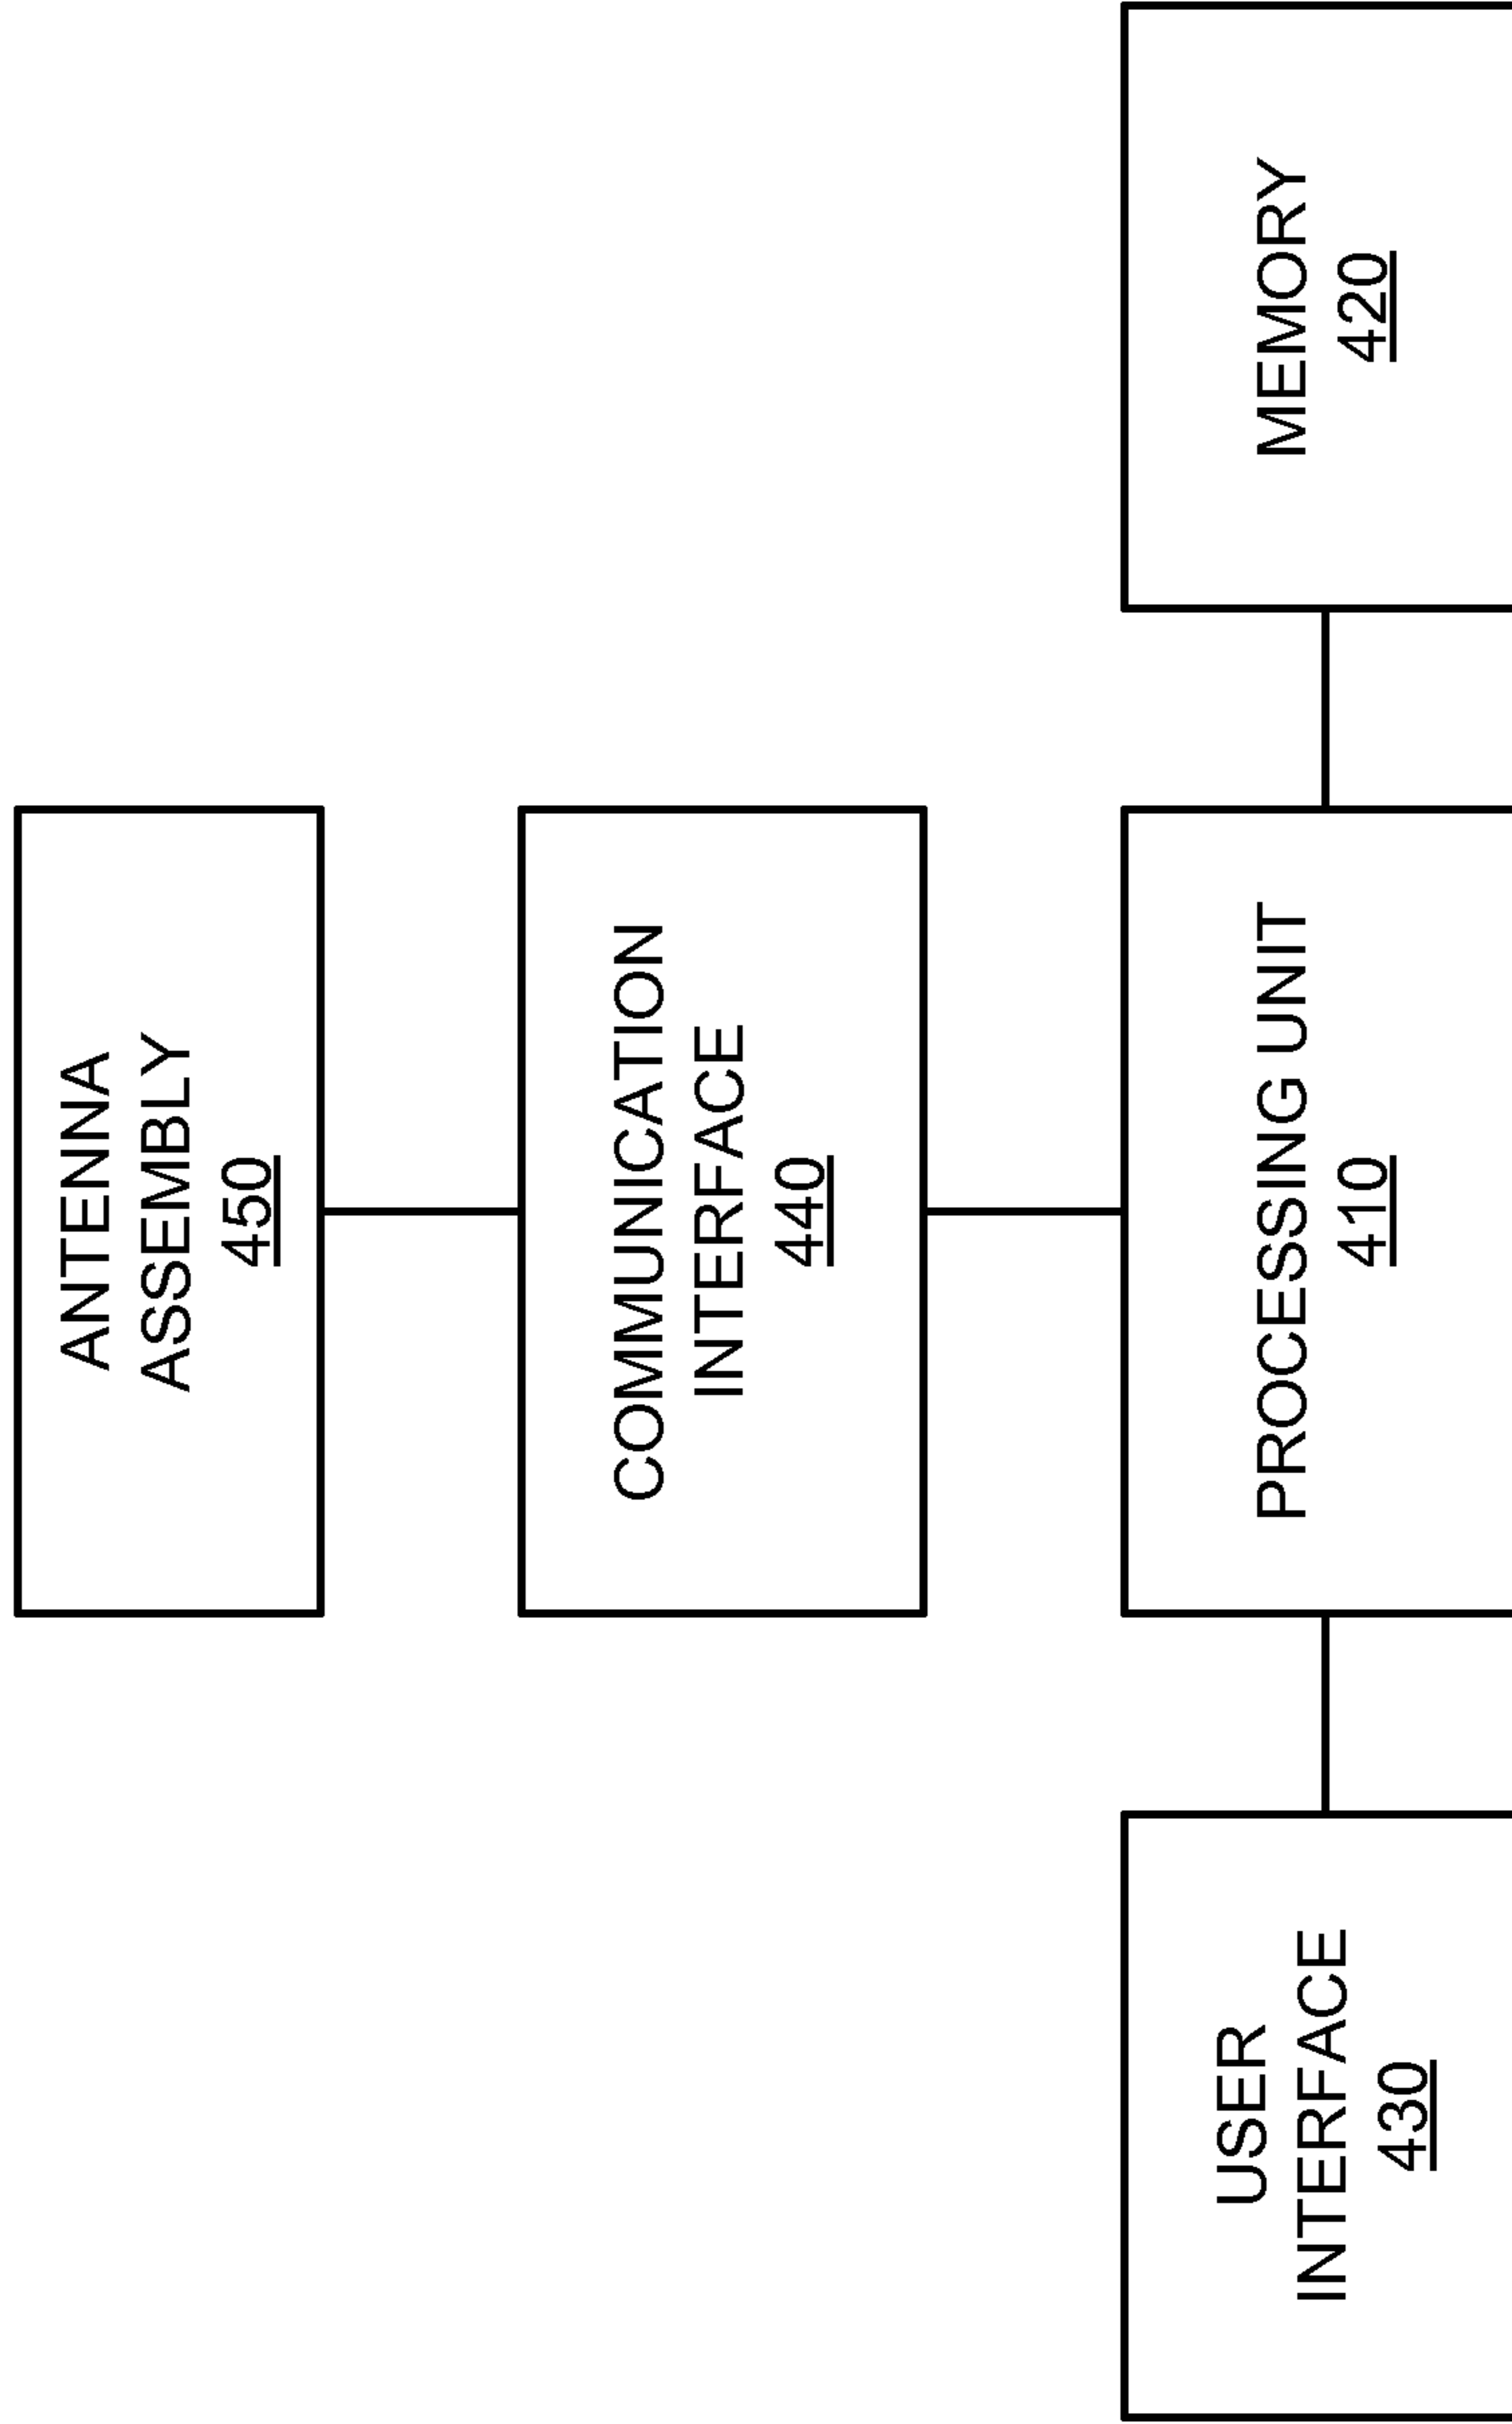 ANTENNA
ASSEMBLY
450
COMMUNICATION
INTERFACE
440
USER
INTERFACE
430
PROCESSING UNIT
410
MEMORY
420